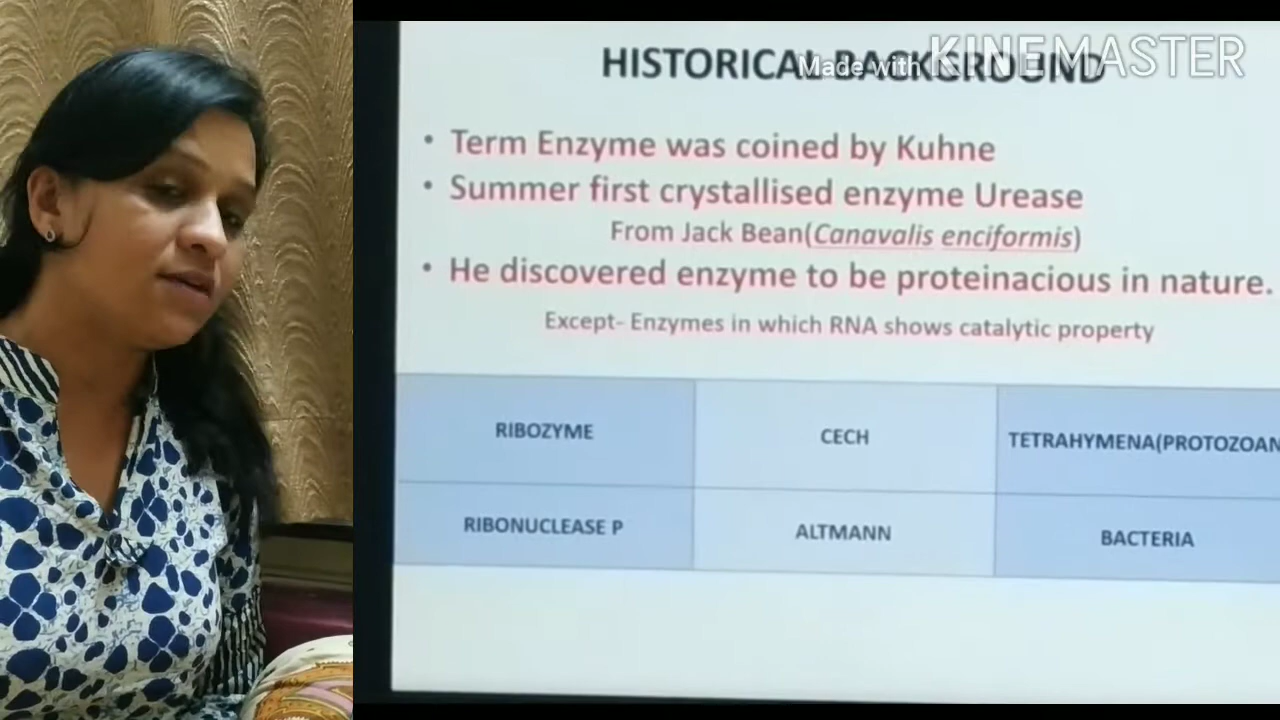 HISTORICAL BACKGROUND
Made with KINEMASTER
• Term Enzyme was coined by Kuhne
• Summer first crystallised enzyme Urease
From Jack Bean(Canavalis enciformis)
• He discovered enzyme to be proteinacious in nature.
Except- Enzymes in which RNA shows catalytic property
RIBOZYME CECH TETRAHYMENA(PROTOZOAN
RIBONUCLEASE P ALTMANN BACTERIA